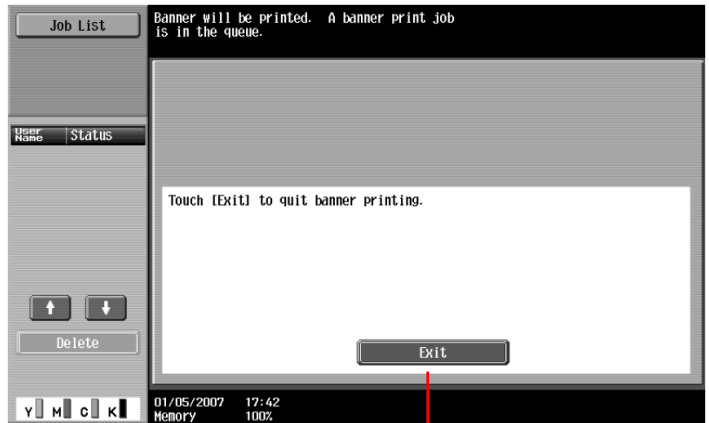 Job List
Banner will be printed. A banner print job
is in the queue.
User
Name
Status
Touch [Exit] to quit banner printing.
Delete
Exit
Y M C K
01/05/2007 17:42
Memory 100%